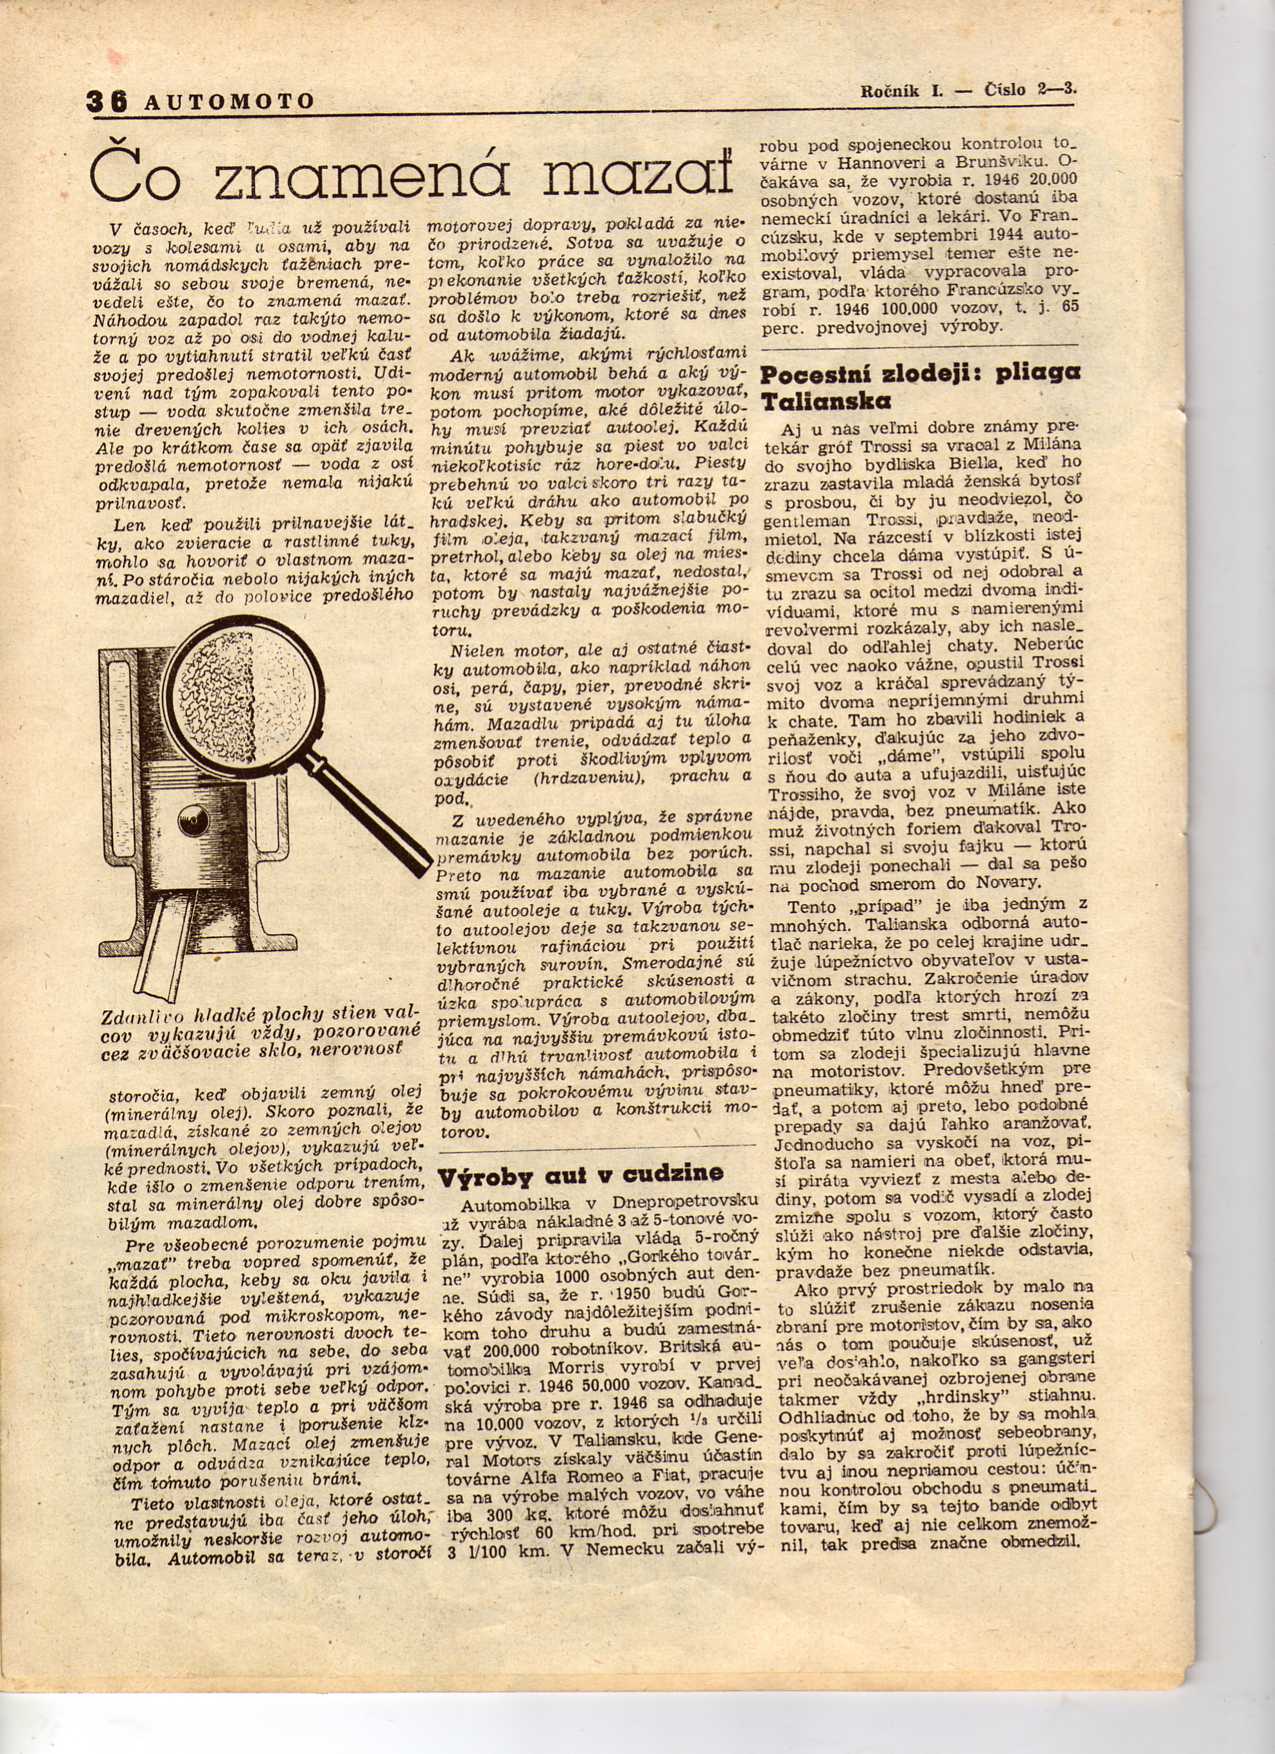 36 AUTOMOTO
Ročník I. — Číslo 2—3.
Čo znamená mazať
V časoch, keď ľudia už používali
vozy s kolesami a osami, aby na
svojich nomádskych ťaženiach pre-
vážali so sebou svoje bremená, ne-
vedeli ešte, čo to znamená mazať.
Náhodou zapadol raz takýto nemo-
torný voz až po osi do vodnej kalu-
že a po vytiahnutí stratil veľkú časť
svojej predošlej nemotornosti. Udi-
vení nad tým zopakovali tento po-
stup — voda skutočne zmenšila tre-
nie drevených kolies v ich osách.
Ale po krátkom čase sa opäť zjavila
predošlá nemotornosť — voda z osí
odkvapala, pretože nemala nijakú
prilnavosť.
Len keď použili prilnavejšie lát-
ky, ako zvieracie a rastlinné tuky,
mohlo sa hovoriť o vlastnom maza-
ní. Po stáročia nebolo nijakých iných
mazadiel, až do polovice predošlého
Zdanlivo hladké plochy stien val-
cov vykazujú vždy, pozorované
cez zväčšovacie sklo, nerovnosť
storočia, keď objavili zemný olej
(minerálny olej). Skoro poznali, že
mazadlá, získané zo zemných olejov
(minerálnych olejov), vykazujú veľ-
ké prednosti. Vo všetkých prípadoch,
kde išlo o zmenšenie odporu trením,
stal sa minerálny olej dobre spôso-
bilým mazadlom.
Pre všeobecné porozumenie pojmu
„mazať” treba vopred spomenúť, že
každá plocha, keby sa oku javila i
najhladkejšie vyleštená, vykazuje
pozorovaná pod mikroskopom, ne-
rovnosti. Tieto nerovnosti dvoch te-
lies, spočívajúcich na sebe, do seba
zasahujú a vyvolávajú pri vzájom-
nom pohybe proti sebe veľký odpor.
Tým sa vyvíja teplo a pri väčšom
zaťažení nastane i porušenie klz-
ných plôch. Mazací olej zmenšuje
odpor a odvádza vznikajúce teplo,
čím tomuto porušeniu bráni.
Tieto vlastnosti oleja, ktoré ostat-
ne predstavujú iba časť jeho úloh,
umožnily neskoršie rozvoj automo-
bila. Automobil sa teraz, v storočí
motorovej dopravy, pokladá za nie-
čo prirodzené. Sotva sa uvažuje o
tom, koľko práce sa vynaložilo na
prekonanie všetkých ťažkostí, koľko
problémov bolo treba rozriešiť, než
sa došlo k výkonom, ktoré sa dnes
od automobila žiadajú.
Ak uvážime, akými rýchlosťami
moderný automobil behá a aký vý-
kon musí pritom motor vykazovať,
potom pochopíme, aké dôležité úlo-
hy musí prevziať autoolej. Každú
minútu pohybuje sa piest vo valci
niekoľkotisíc ráz hore-dolu. Piesty
prebehnú vo valci skoro tri razy ta-
kú veľkú dráhu ako automobil po
hradskej. Keby sa pritom slabučký
film oleja, takzvaný mazací film,
pretrhol, alebo keby sa olej na mies-
ta, ktoré sa majú mazať, nedostal,
potom by nastaly najvážnejšie po-
ruchy prevádzky a poškodenia mo-
toru.
Nielen motor, ale aj ostatné čiast-
ky automobila, ako napríklad náhon
osi, perá, čapy, pier, prevodné skri-
ne, sú vystavené vysokým náma-
hám. Mazadlu pripadá aj tu úloha
zmenšovať trenie, odvádzať teplo a
pôsobiť proti škodlivým vplyvom
oxydácie (hrdzaveniu), prachu a
pod.
Z uvedeného vyplýva, že správne
mazanie je základnou podmienkou
premávky automobila bez porúch.
Preto na mazanie automobila sa
smú používať iba vybrané a vyskú-
šané autooleje a tuky. Výroba tých-
to autoolejov deje sa takzvanou se-
lektívnou rafináciou pri použití
vybraných surovín. Smerodajné sú
dlhoročné praktické skúsenosti a
úzka spolupráca s automobilovým
priemyslom. Výroba autoolejov, dba-
júca na najvyššiu premávkovú isto-
tu a dlhú trvanlivosť automobila i
pri najvyšších námahách, prispôso-
buje sa pokrokovému vývinu stav-
by automobilov a konštrukcii mo-
torov.
Výroby aut v cudzine
Automobilka v Dnepropetrovsku
už vyrába nákladné 3 až 5-tonové vo-
zy. Ďalej pripravila vláda 5-ročný
plán, podľa ktorého „Gorkého továr-
ne” vyrobia 1000 osobných aut den-
ne. Súdi sa, že r. 1950 budú Gor-
kého závody najdôležitejším podni-
kom toho druhu a budú zamestná-
vať 200.000 robotníkov. Britská au-
tomobilka Morris vyrobí v prvej
polovici r. 1946 50.000 vozov. Kanad-
ská výroba pre r. 1946 sa odhaduje
na 10.000 vozov, z ktorých ⅓ určili
pre vývoz. V Taliansku, kde Gene-
ral Motors získaly väčšinu účastín
továrne Alfa Romeo a Fiat, pracuje
sa na výrobe malých vozov, vo váhe
iba 300 kg, ktoré môžu dosiahnuť
rýchlosť 60 km/hod. pri spotrebe
3 l/100 km. V Nemecku začali vý-
robu pod spojeneckou kontrolou to-
várne v Hannoveri a Brunšviku. O-
čakáva sa, že vyrobia r. 1946 20.000
osobných vozov, ktoré dostanú iba
nemeckí úradníci a lekári. Vo Fran-
cúzsku, kde v septembri 1944 auto-
mobilový priemysel temer ešte ne-
existoval, vláda vypracovala pro-
gram, podľa ktorého Francúzsko vy-
robí r. 1946 100.000 vozov, t. j. 65
perc. predvojnovej výroby.
Pocestní zlodeji: pliaga
Talianska
Aj u nás veľmi dobre známy pre-
tekár gróf Trossi sa vracal z Milána
do svojho bydliska Biella, keď ho
zrazu zastavila mladá ženská bytosť
s prosbou, či by ju neodviezol, čo
gentleman Trossi, pravdaže, neod-
mietol. Na rázcestí v blízkosti istej
dediny chcela dáma vystúpiť. S ú-
smevom sa Trossi od nej odobral a
tu zrazu sa ocitol medzi dvoma indi-
víduami, ktoré mu s namierenými
revolvermi rozkázaly, aby ich nasle-
doval do odľahlej chaty. Neberúc
celú vec naoko vážne, opustil Trossi
svoj voz a kráčal sprevádzaný tý-
mito dvoma nepríjemnými druhmi
k chate. Tam ho zbavili hodiniek a
peňaženky, ďakujúc za jeho zdvo-
rilosť voči „dáme”, vstúpili spolu
s ňou do auta a ufujazdili, uisťujúc
Trossiho, že svoj voz v Miláne iste
nájde, pravda, bez pneumatík. Ako
muž životných foriem ďakoval Tro-
ssi, napchal si svoju fajku — ktorú
mu zlodeji ponechali — dal sa pešo
na pochod smerom do Novary.
Tento „prípad” je iba jedným z
mnohých. Talianska odborná auto-
tlač narieka, že po celej krajine udr-
žuje lúpežníctvo obyvateľov v usta-
vičnom strachu. Zakročenie úradov
a zákony, podľa ktorých hrozí za
takéto zločiny trest smrti, nemôžu
obmedziť túto vlnu zločinnosti. Pri-
tom sa zlodeji špecializujú hlavne
na motoristov. Predovšetkým pre
pneumatiky, ktoré môžu hneď pre-
dať, a potom aj preto, lebo podobné
prepady sa dajú ľahko aranžovať.
Jednoducho sa vyskočí na voz, pi-
štoľa sa namieri na obeť, ktorá mu-
sí piráta vyviezť z mesta alebo de-
diny, potom sa vodič vysadí a zlodej
zmizne spolu s vozom, ktorý často
slúži ako nástroj pre ďalšie zločiny,
kým ho konečne niekde odstavia,
pravdaže bez pneumatík.
Ako prvý prostriedok by malo na
to slúžiť zrušenie zákazu nosenia
zbraní pre motoristov, čím by sa, ako
nás o tom poučuje skúsenosť, už
veľa dosiahlo, nakoľko sa gangsteri
pri neočakávanej ozbrojenej obrane
takmer vždy „hrdinsky” stiahnu.
Odhliadnuc od toho, že by sa mohla
poskytnúť aj možnosť sebeobrany,
dalo by sa zakročiť proti lúpežníc-
tvu aj inou nepriamou cestou: účin-
nou kontrolou obchodu s pneumati-
kami, čím by sa tejto bande odbyt
tovaru, keď aj nie celkom znemož-
nil, tak predsa značne obmedzil.